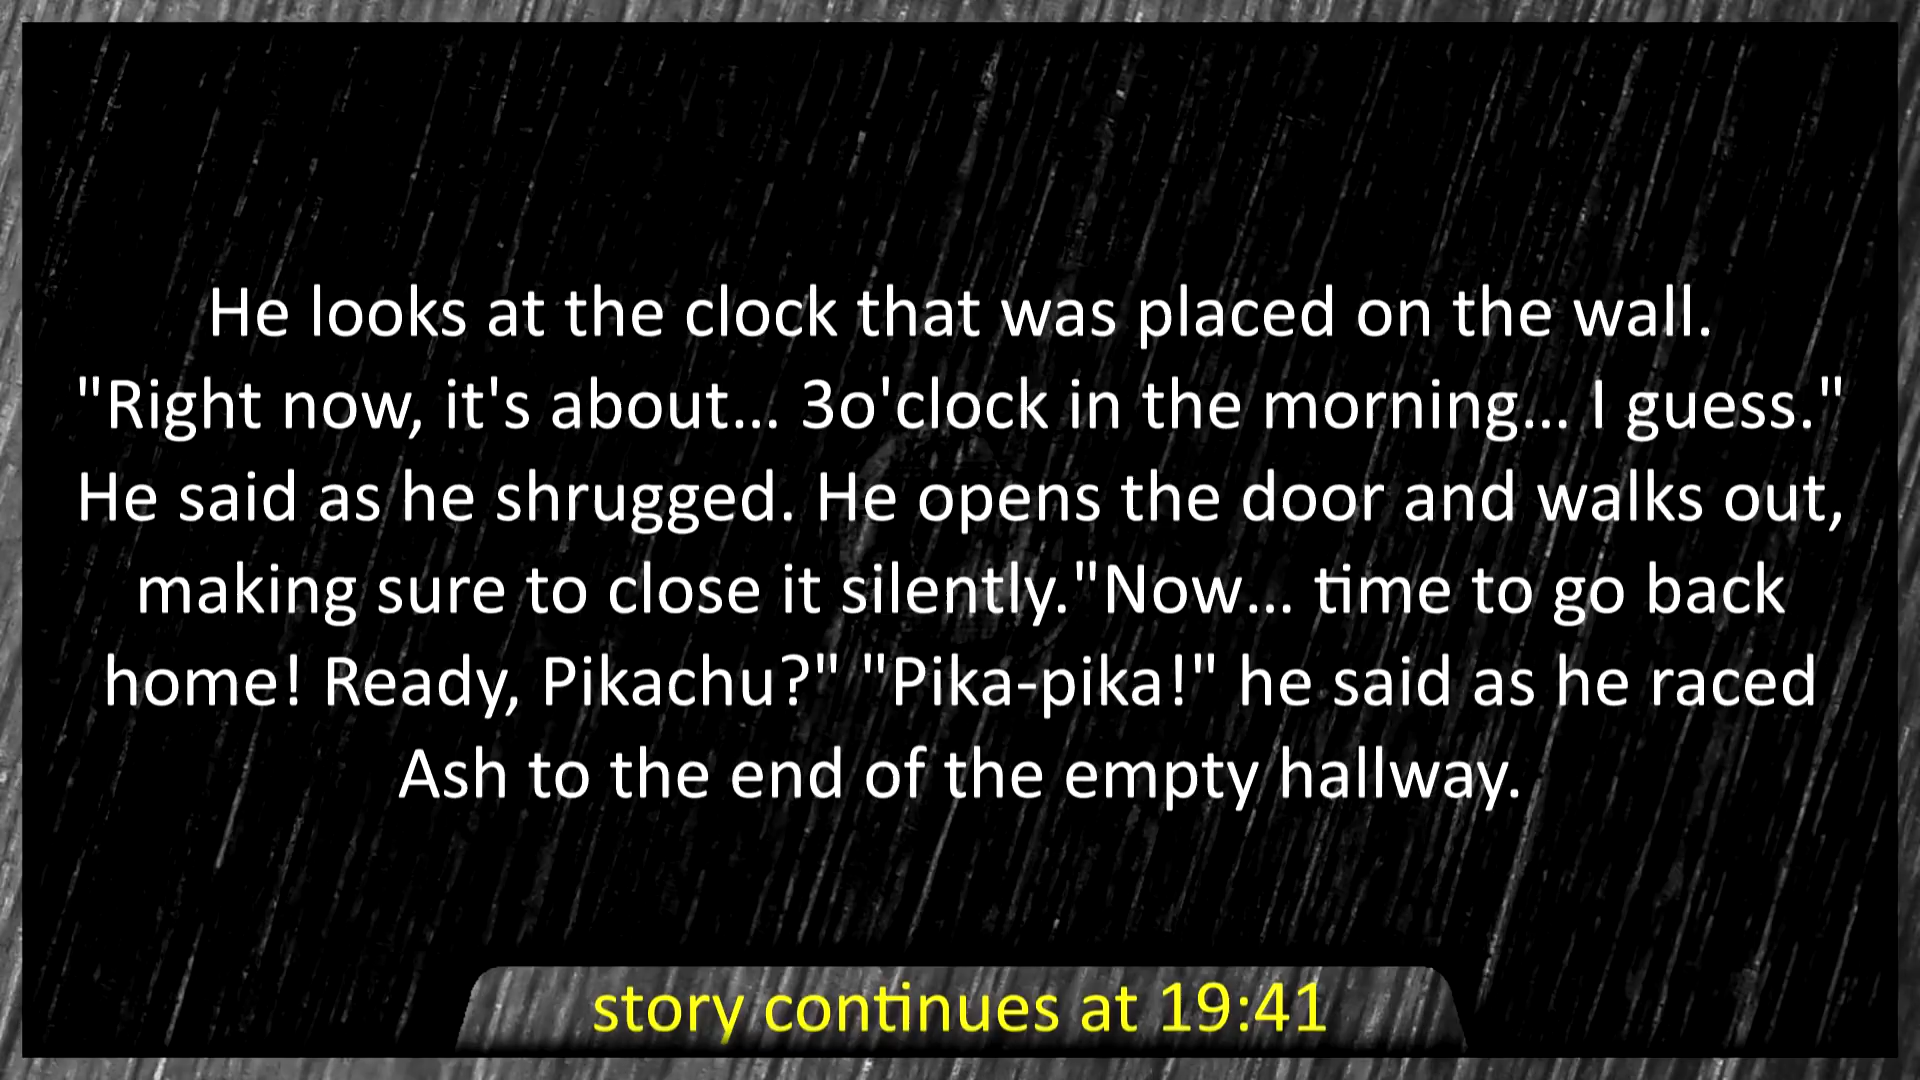 He looks at the clock that was placed on the wall.
"Right now, it's about... 3o'clock in the morning... I guess."
He said as he shrugged. He opens the door and walks out,
making sure to close it silently."Now... time to go back
home! Ready, Pikachu?" "Pika-pika!" he said as he raced
Ash to the end of the empty hallway.
story continues at 19:41